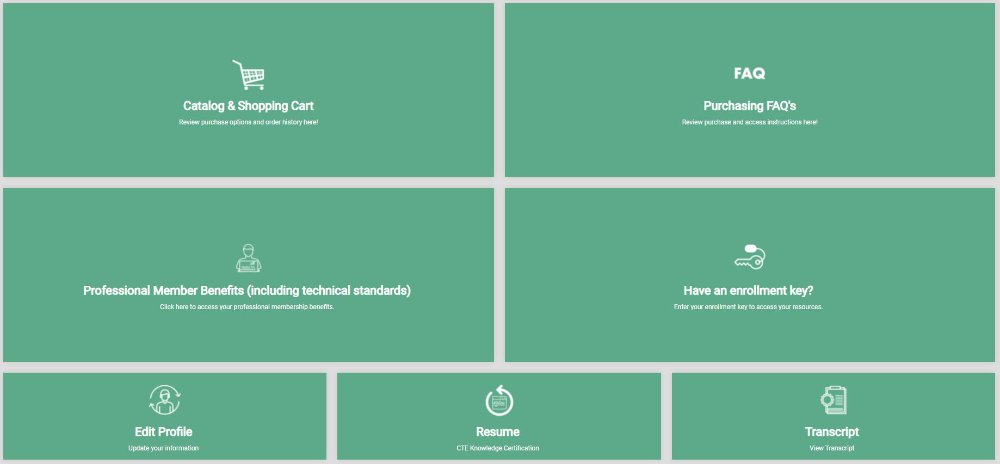 Catalog & Shopping Cart
Review purchase options and order history here!
FAQ
Purchasing FAQ's
Review purchase and access instructions here!
Professional Member Benefits (including technical standards)
Click here to access your professional membership benefits.
Have an enrollment key?
Enter your enrollment key to access your resources.
Edit Profile
Update your information
Resume
CTE Knowledge Certification
Transcript
View Transcript